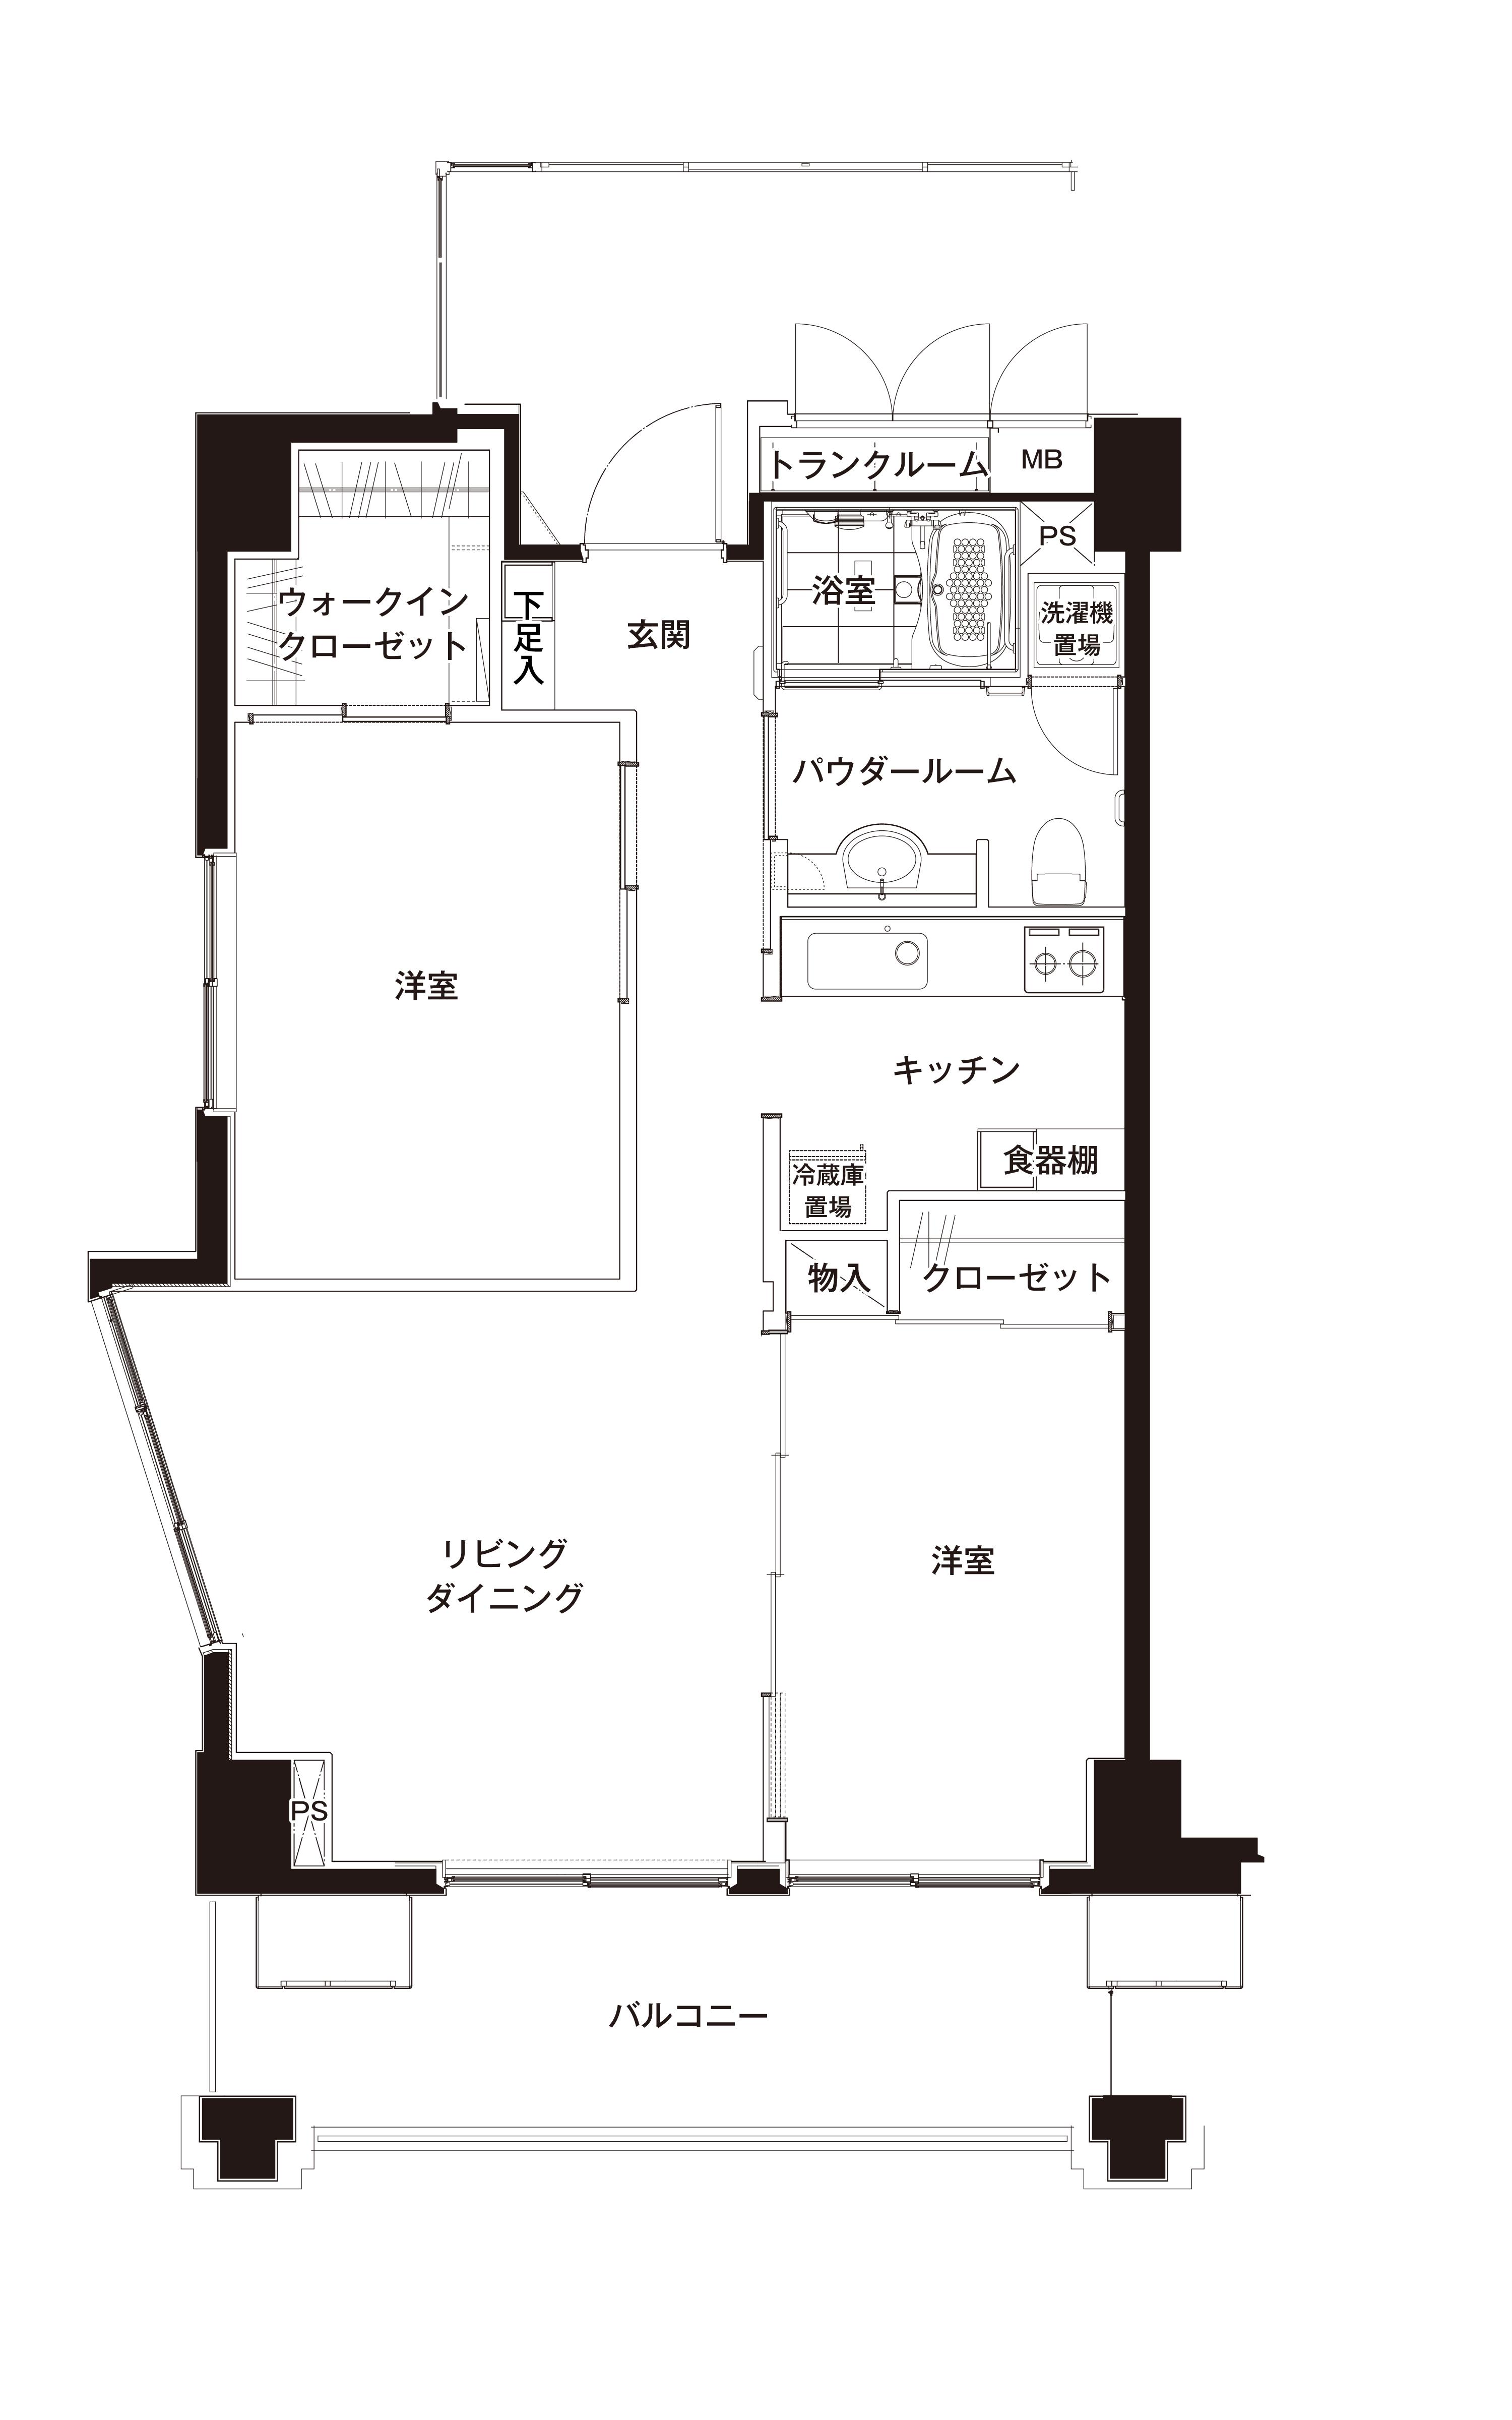 トランクルーム
MB
PS
浴室
洗濯機
置場
ウォークイン
クローゼット
下足入
玄関
パウダールーム
洋室
キッチン
食器棚
冷蔵庫
置場
物入
クローゼット
リビング
ダイニング
洋室
PS
バルコニー